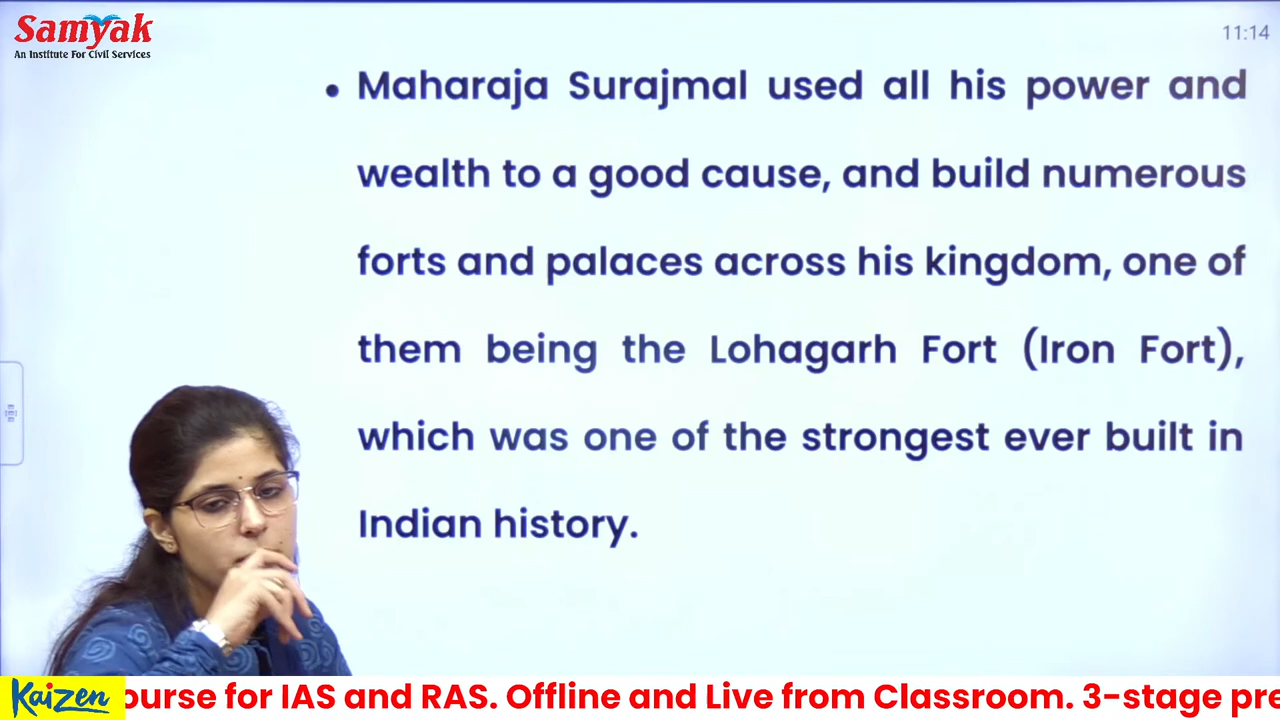 Samyak
An Institute For Civil Services
11:14
• Maharaja Surajmal used all his power and
wealth to a good cause, and build numerous
forts and palaces across his kingdom, one of
them being the Lohagarh Fort (Iron Fort),
which was one of the strongest ever built in
Indian history.
Kaizen
ourse for IAS and RAS. Offline and Live from Classroom. 3-stage pre